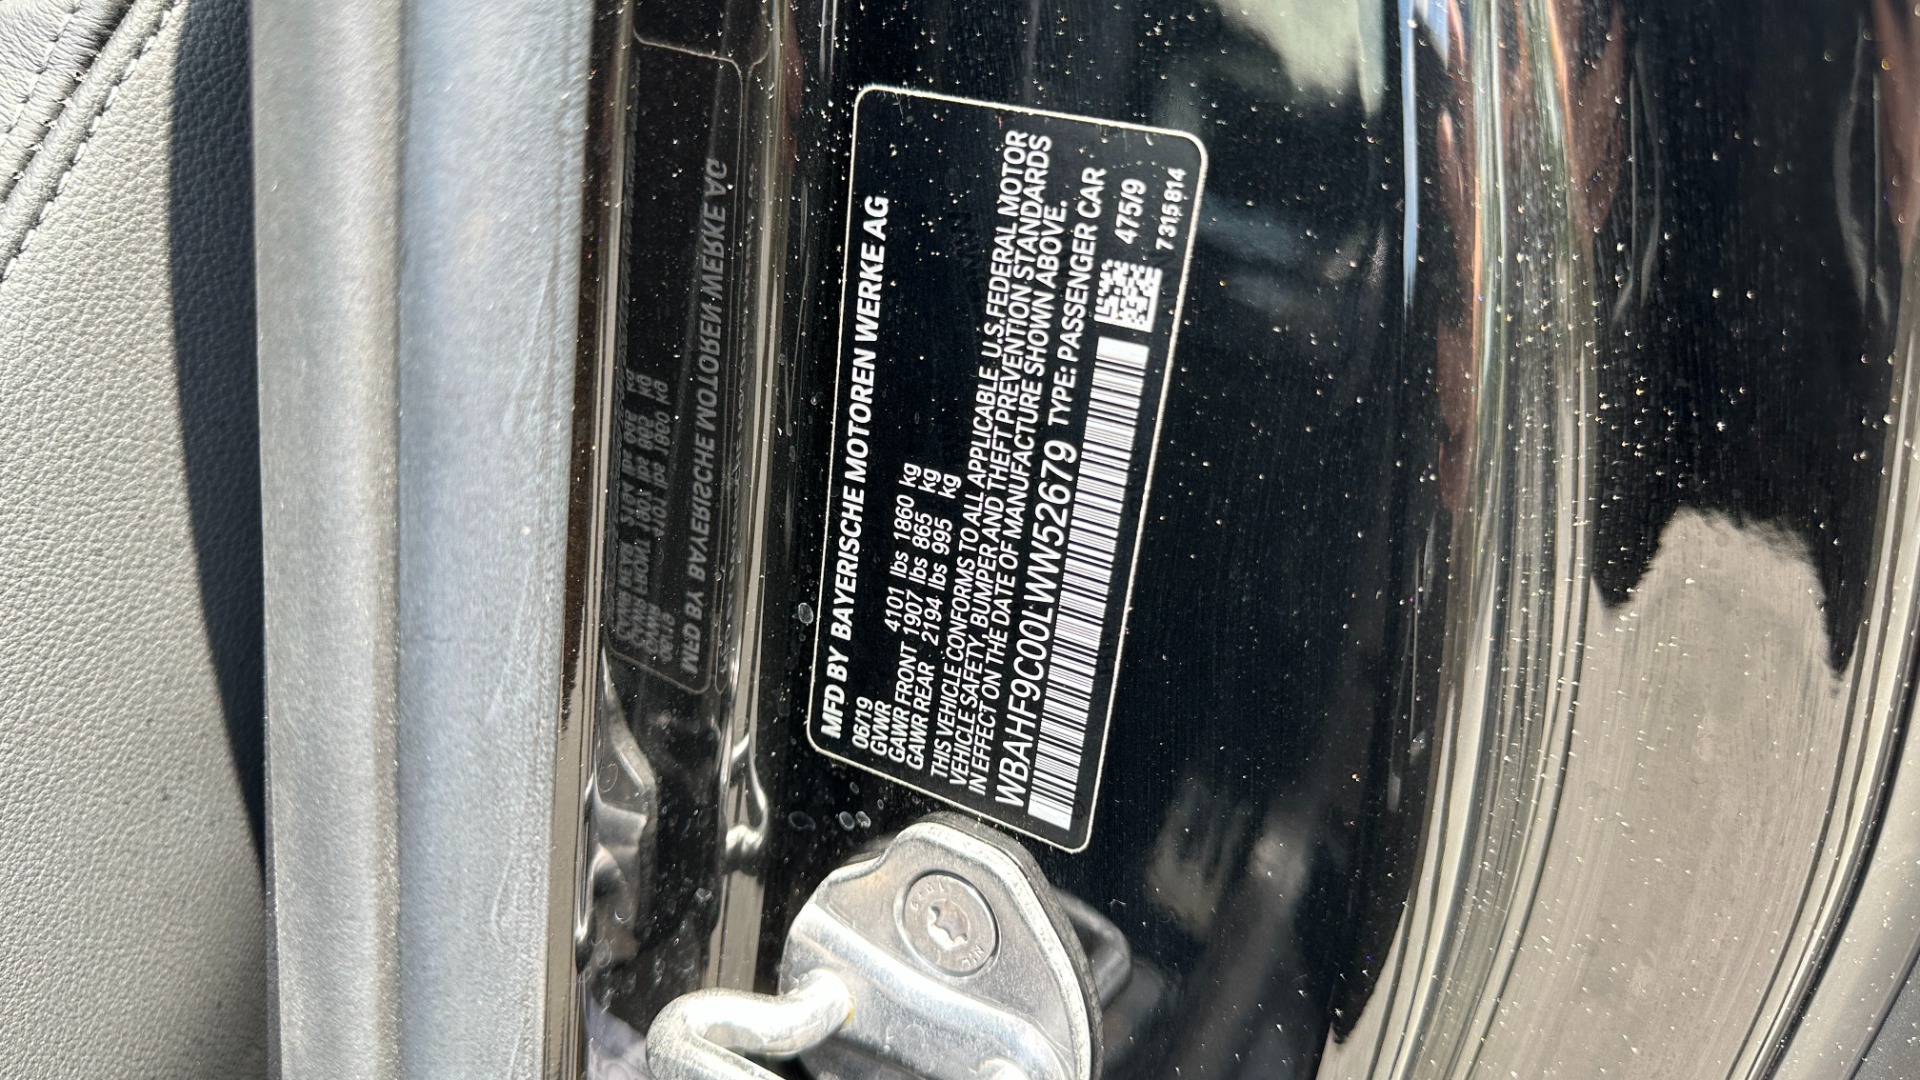 MFD BY BAYERISCHE MOTOREN WERKE AG
06/19
GVWR 4101 lbs 1860 kg
GAWR FRONT 1907 lbs 865 kg
GAWR REAR 2194 lbs 995 kg
THIS VEHICLE CONFORMS TO ALL APPLICABLE U.S. FEDERAL MOTOR
VEHICLE SAFETY, BUMPER AND THEFT PREVENTION STANDARDS
IN EFFECT ON THE DATE OF MANUFACTURE SHOWN ABOVE.
WBAHF9C00LWW52679 TYPE: PASSENGER CAR
475/9
7315814